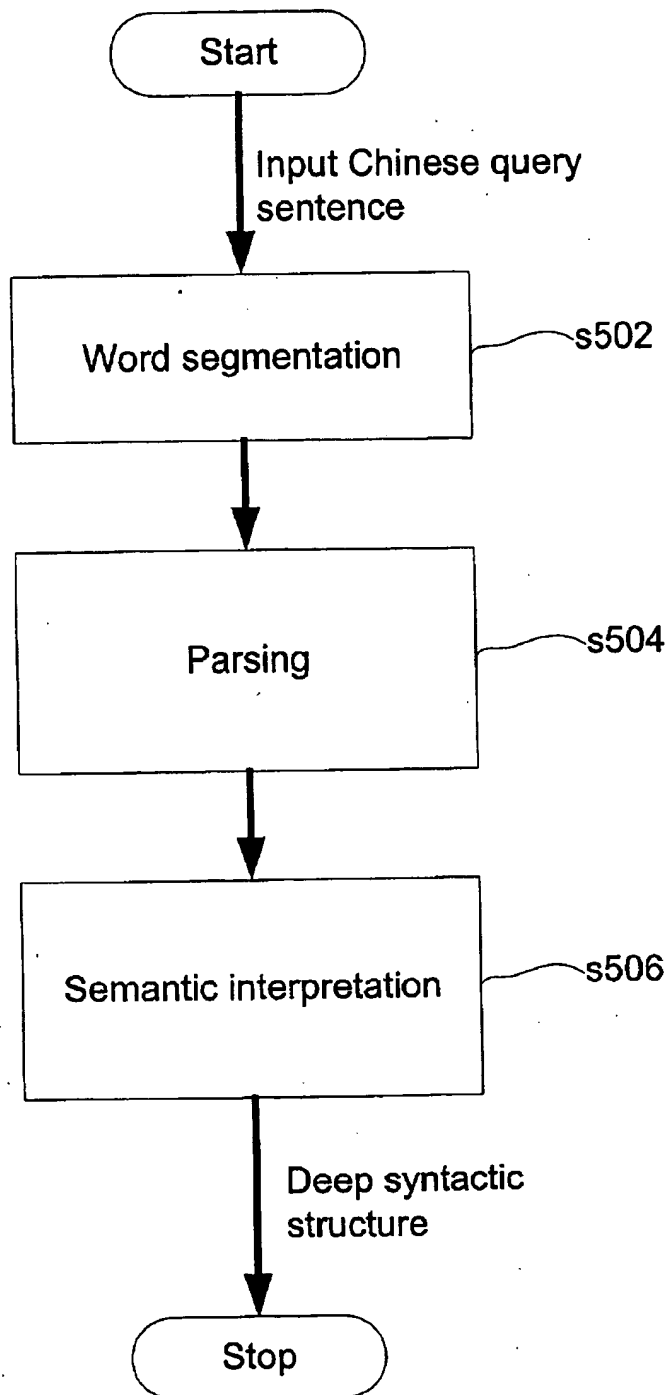 Start
Input Chinese query
sentence
Word segmentation
s502
Parsing
s504
Semantic interpretation
s506
Deep syntactic
structure
Stop